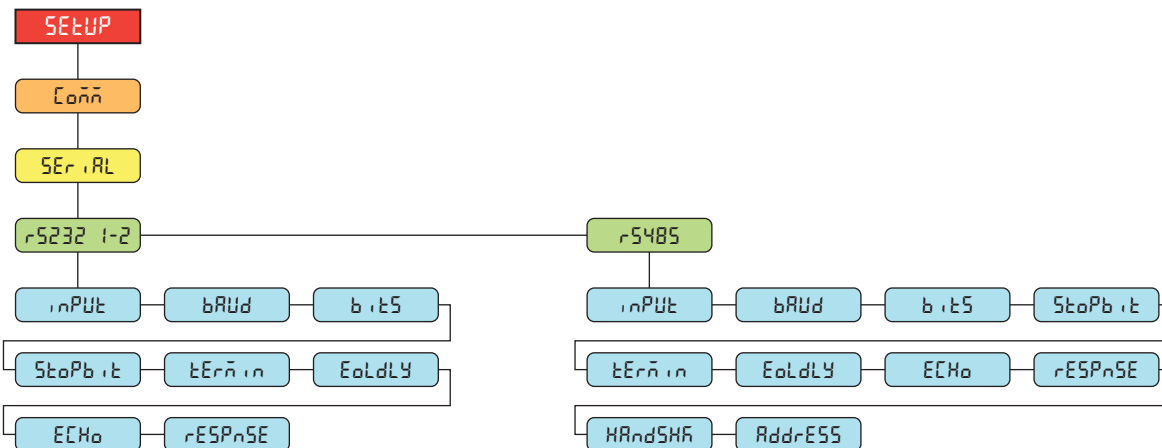 SEtUP
Comm
SEriAL
rS232 1-2 rS485
inPUt bAUd bitS inPUt bAUd bitS StoPbit
StoPbit tErmin EoLdLY tErmin EoLdLY ECHo rESPnSE
ECHo rESPnSE HAndSHK AddrESS